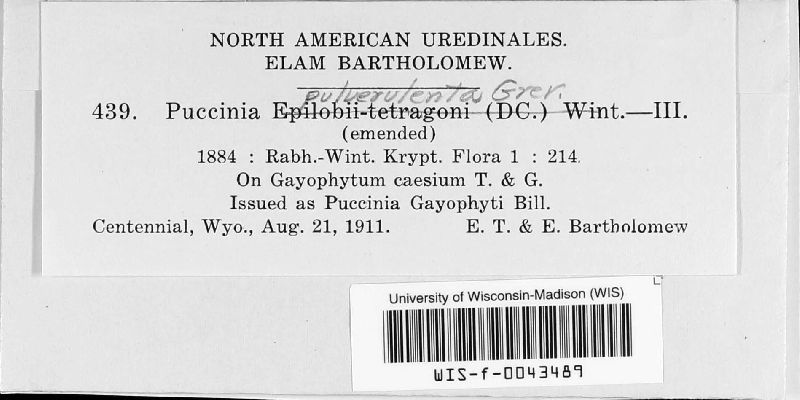 NORTH AMERICAN UREDINALES.
ELAM BARTHOLOMEW.
pulverulenta Grev.
439. Puccinia Epilobii-tetragoni (DC.) Wint.—III.
(emended)
1884 : Rabh.-Wint. Krypt. Flora 1 : 214.
On Gayophytum caesium T. & G.
Issued as Puccinia Gayophyti Bill.
Centennial, Wyo., Aug. 21, 1911. E. T. & E. Bartholomew
University of Wisconsin-Madison (WIS)
WIS-f-0043489